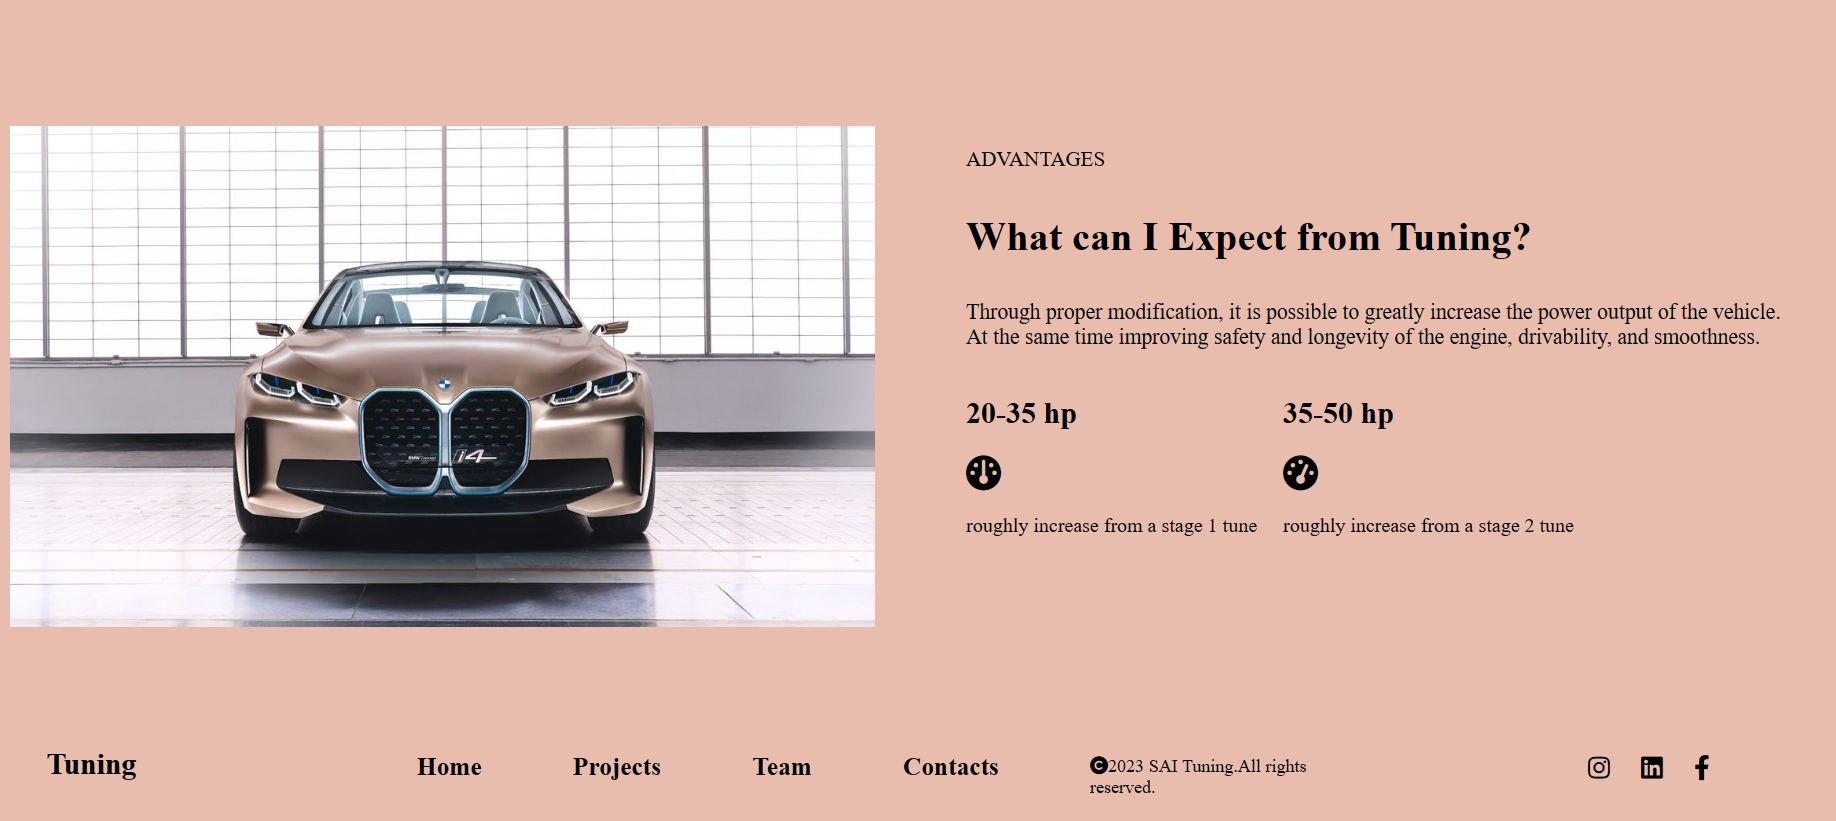 ADVANTAGES
What can I Expect from Tuning?
Through proper modification, it is possible to greatly increase the power output of the vehicle.
At the same time improving safety and longevity of the engine, drivability, and smoothness.
20-35 hp
35-50 hp
roughly increase from a stage 1 tune
roughly increase from a stage 2 tune
BMW Concept i4
Tuning
Home
Projects
Team
Contacts
©2023 SAI Tuning.All rights
reserved.